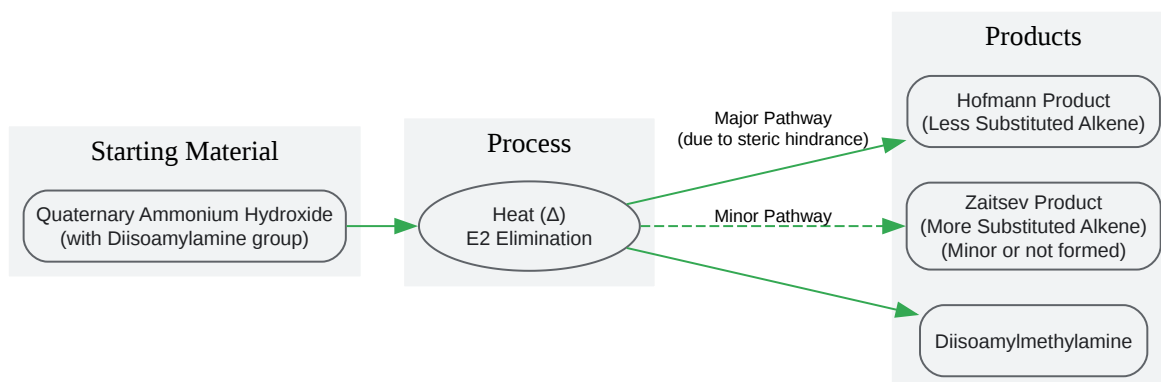 Starting Material
Quaternary Ammonium Hydroxide
(with Diisoamylamine group)
Process
Heat (Δ)
E2 Elimination
Major Pathway
(due to steric hindrance)
Minor Pathway
Products
Hofmann Product
(Less Substituted Alkene)
Zaitsev Product
(More Substituted Alkene)
(Minor or not formed)
Diisoamylmethylamine